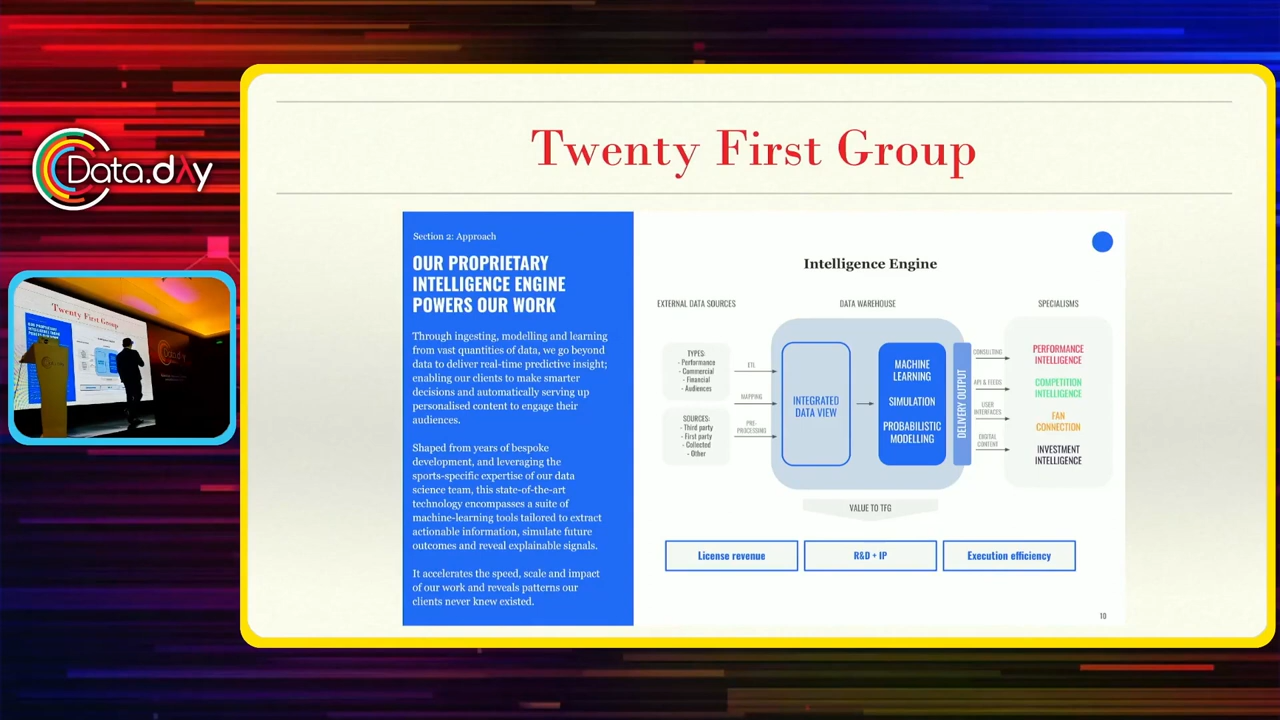 Data.dAy
Twenty First Group
Section 2: Approach
OUR PROPRIETARY
INTELLIGENCE ENGINE
POWERS OUR WORK
Through ingesting, modelling and learning
from vast quantities of data, we go beyond
data to deliver real-time predictive insight;
enabling our clients to make smarter
decisions and automatically serving up
personalised content to engage their
audiences.
Shaped from years of bespoke
development, and leveraging the
sports-specific expertise of our data
science team, this state-of-the-art
technology encompasses a suite of
machine-learning tools tailored to extract
actionable information, simulate future
outcomes and reveal explainable signals.
It accelerates the speed, scale and impact
of our work and reveals patterns our
clients never knew existed.
Intelligence Engine
EXTERNAL DATA SOURCES
TYPES:
- Performance
- Commercial
- Financial
- Audiences
SOURCES:
- Third party
- First party
- Collected
- Other
ETL
MAPPING
PRE-
PROCESSING
DATA WAREHOUSE
INTEGRATED
DATA VIEW
MACHINE
LEARNING
SIMULATION
PROBABILISTIC
MODELLING
DELIVERY OUTPUT
CONSULTING
API & FEEDS
USER
INTERFACES
DIGITAL
CONTENT
SPECIALISMS
PERFORMANCE
INTELLIGENCE
COMPETITION
INTELLIGENCE
FAN
CONNECTION
INVESTMENT
INTELLIGENCE
VALUE TO TFG
License revenue
R&D + IP
Execution efficiency
10
Twenty First Group